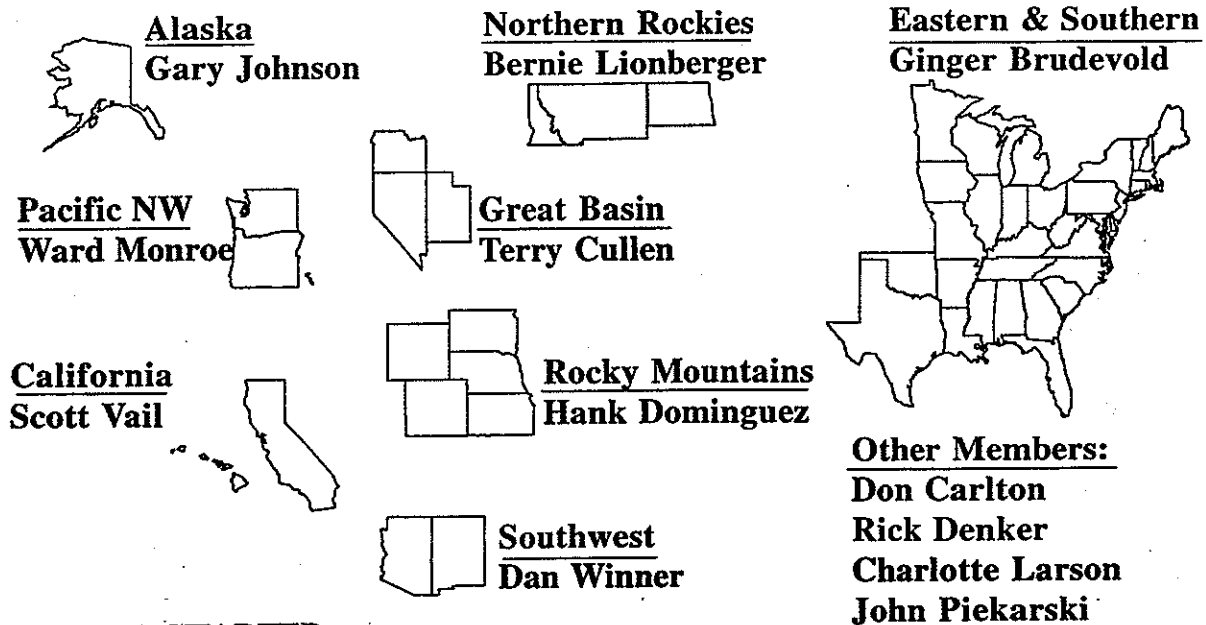 Alaska
Gary Johnson
Northern Rockies
Bernie Lionberger
Eastern & Southern
Ginger Brudevold
Pacific NW
Ward Monroe
Great Basin
Terry Cullen
California
Scott Vail
Rocky Mountains
Hank Dominguez
Southwest
Dan Winner
Other Members:
Don Carlton
Rick Denker
Charlotte Larson
John Piekarski